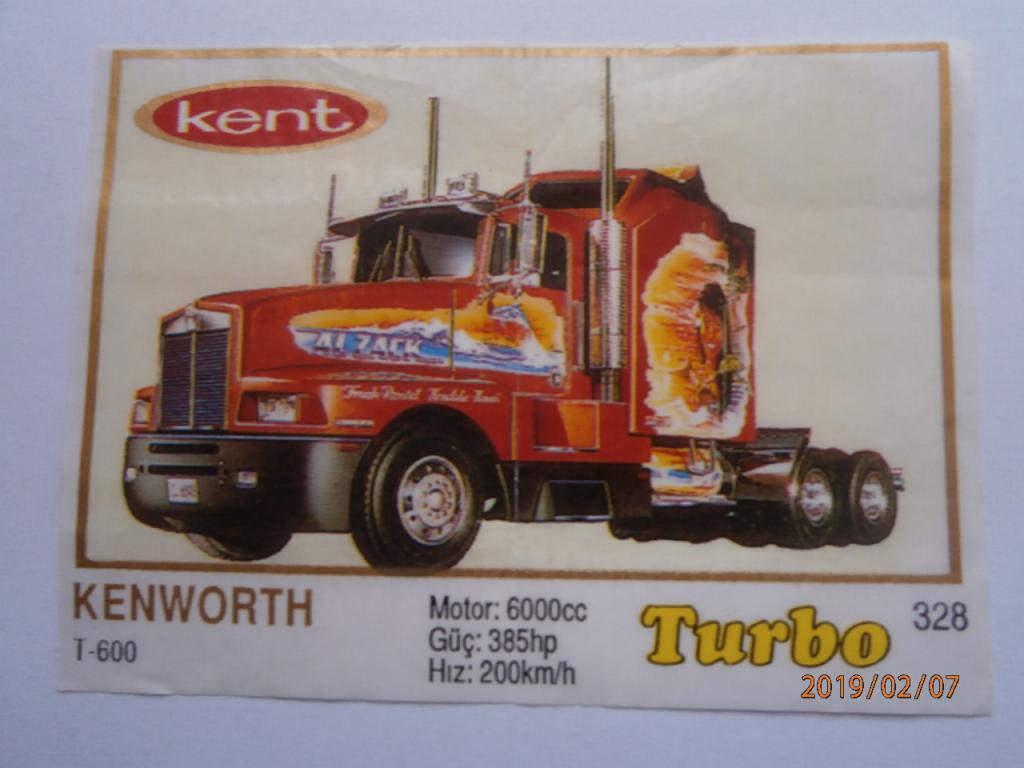 kent
AL ZACK
KENWORTH
T-600
Motor: 6000cc
Güç: 385hp
Hız: 200km/h
Turbo
328
2019/02/07